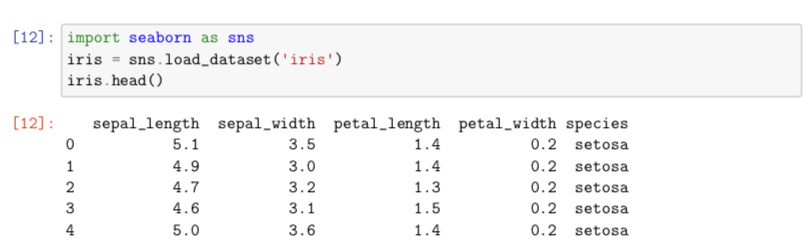 [12]: import seaborn as sns
iris = sns.load_dataset('iris')
iris.head()
[12]: sepal_length sepal_width petal_length petal_width species
0 5.1 3.5 1.4 0.2 setosa
1 4.9 3.0 1.4 0.2 setosa
2 4.7 3.2 1.3 0.2 setosa
3 4.6 3.1 1.5 0.2 setosa
4 5.0 3.6 1.4 0.2 setosa